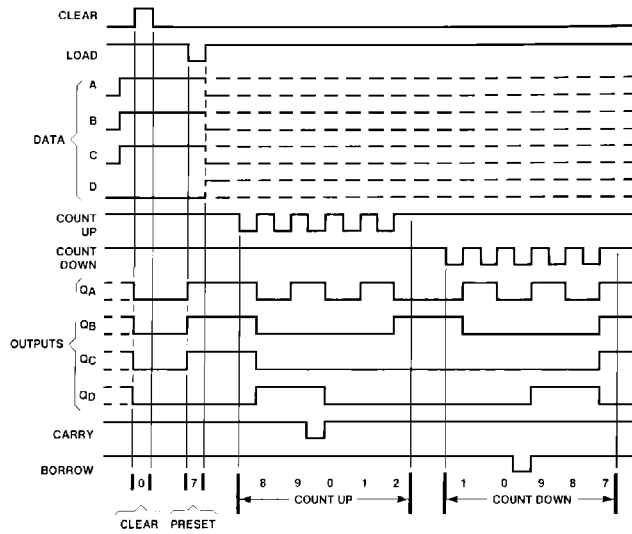 CLEAR
LOAD
A
B
DATA
C
D
COUNT
UP
COUNT
DOWN
QA
QB
OUTPUTS
QC
QD
CARRY
BORROW
0 7 8 9 0 1 2 1 0 9 8 7
COUNT UP COUNT DOWN
CLEAR PRESET